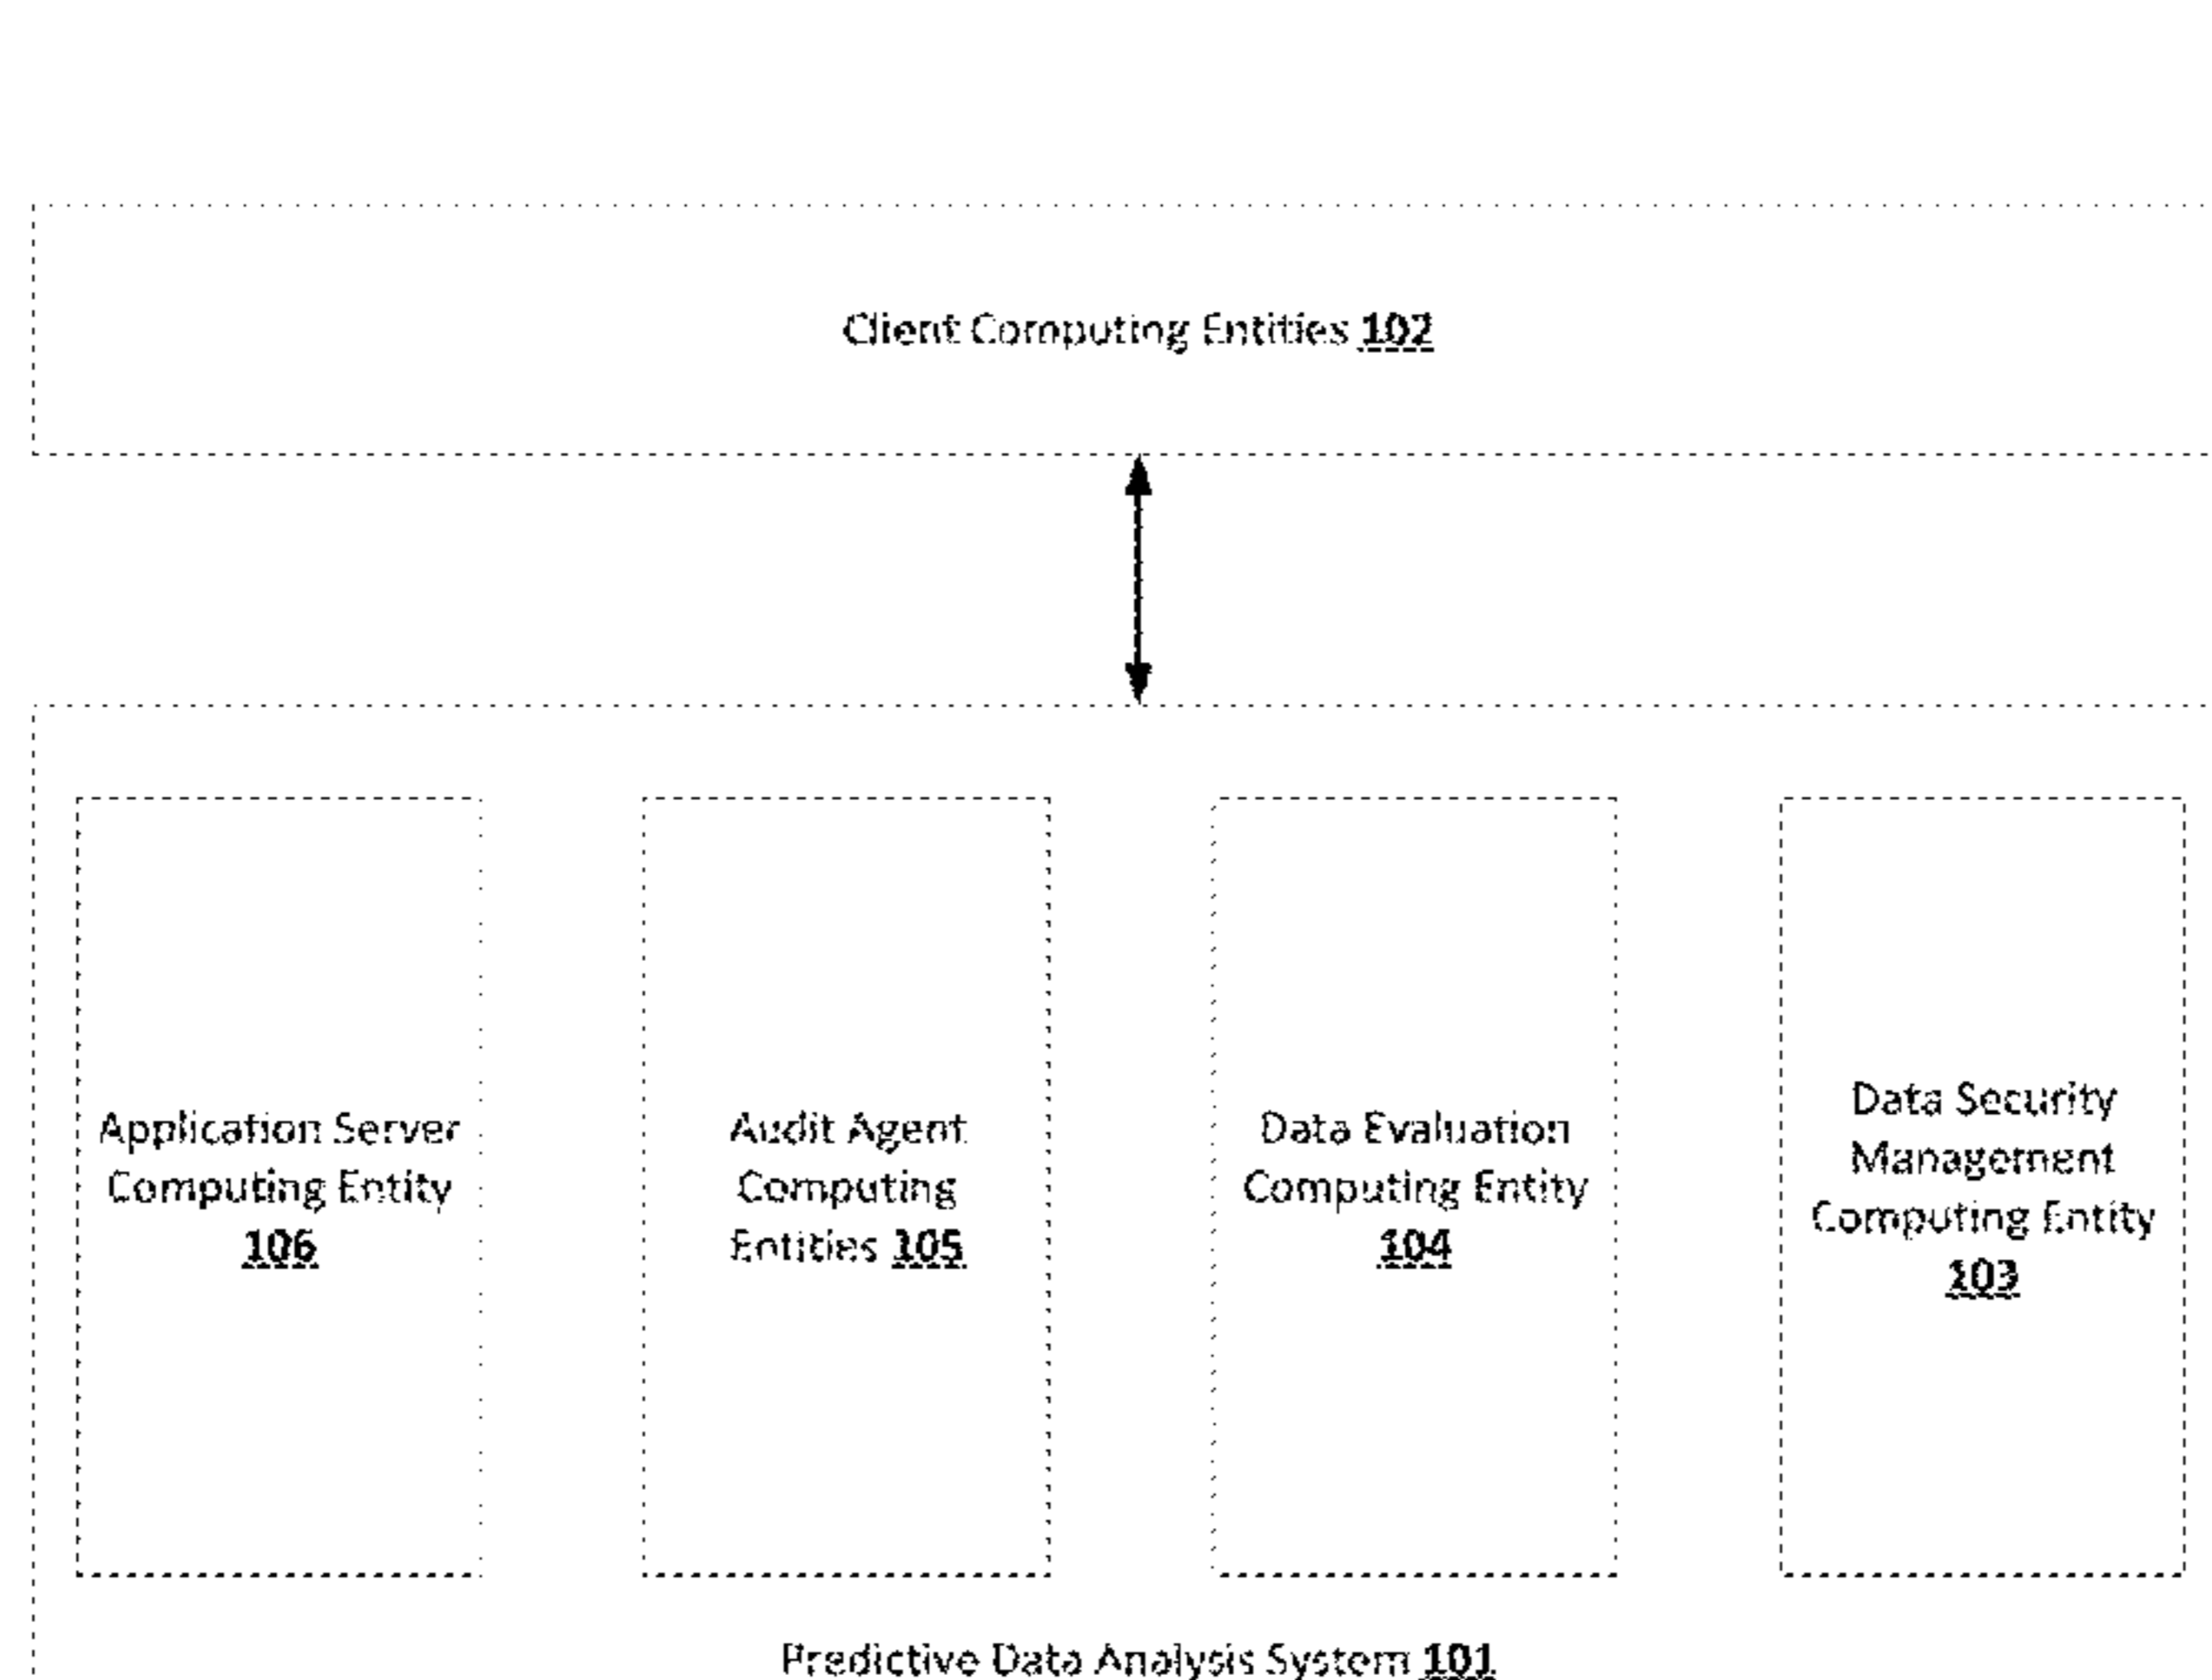 Client Computing Entities 102
Application Server
Computing Entity
106
Audit Agent
Computing
Entities 105
Data Evaluation
Computing Entity
104
Data Security
Management
Computing Entity
103
Predictive Data Analysis System 101